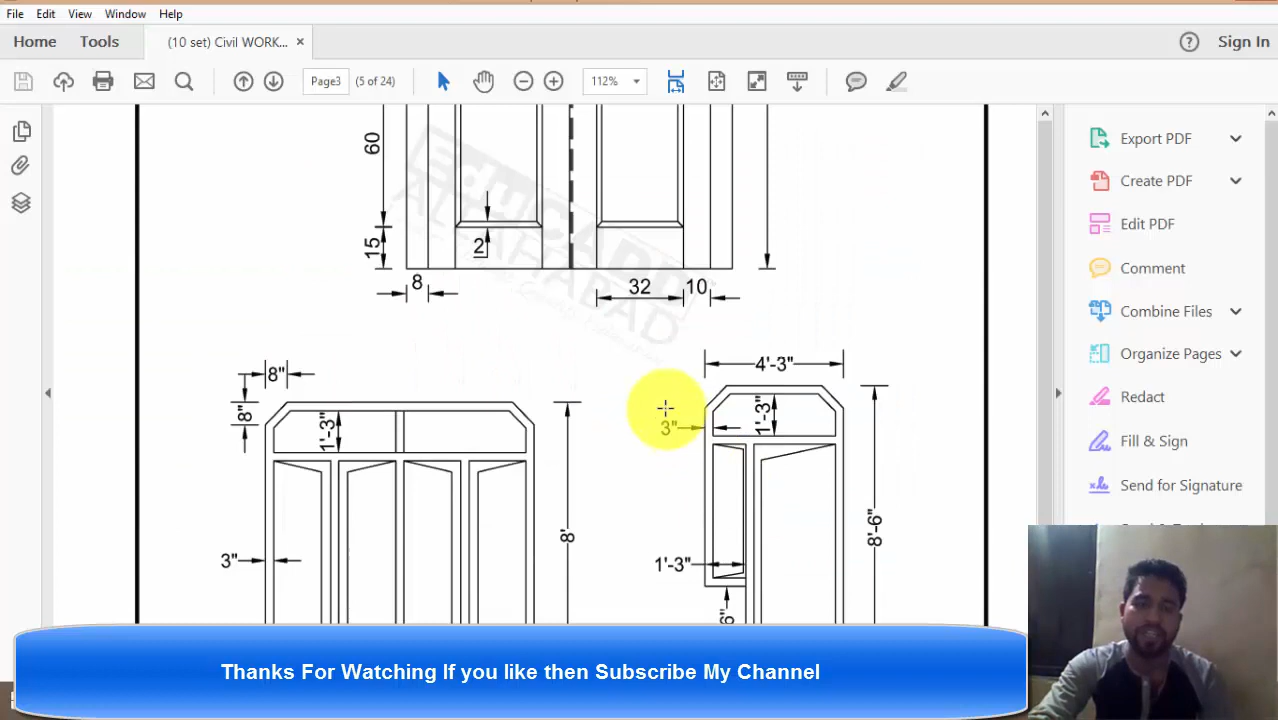 File Edit View Window Help
Home Tools (10 set) Civil WORK... × ? Sign In
Page3 (5 of 24) 112%
60
15
2
8
32
10
EDUCADD
ALLAHABAD
Export PDF
Create PDF
Edit PDF
Comment
Combine Files
Organize Pages
Redact
Fill & Sign
Send for Signature
8"
8"
1'-3"
3"
8'
4'-3"
1'-3"
3"
1'-3"
6"
8'-6"
Thanks For Watching If you like then Subscribe My Channel